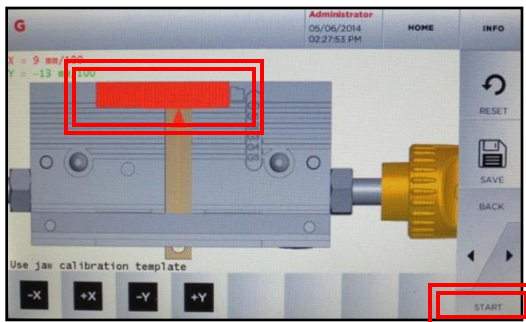 G
Administrator
05/06/2014
02:27:53 PM
HOME
INFO
X = 9 mm/100
Y = -13 mm/100
RESET
SAVE
BACK
Use jaw calibration template
-X
+X
-Y
+Y
START